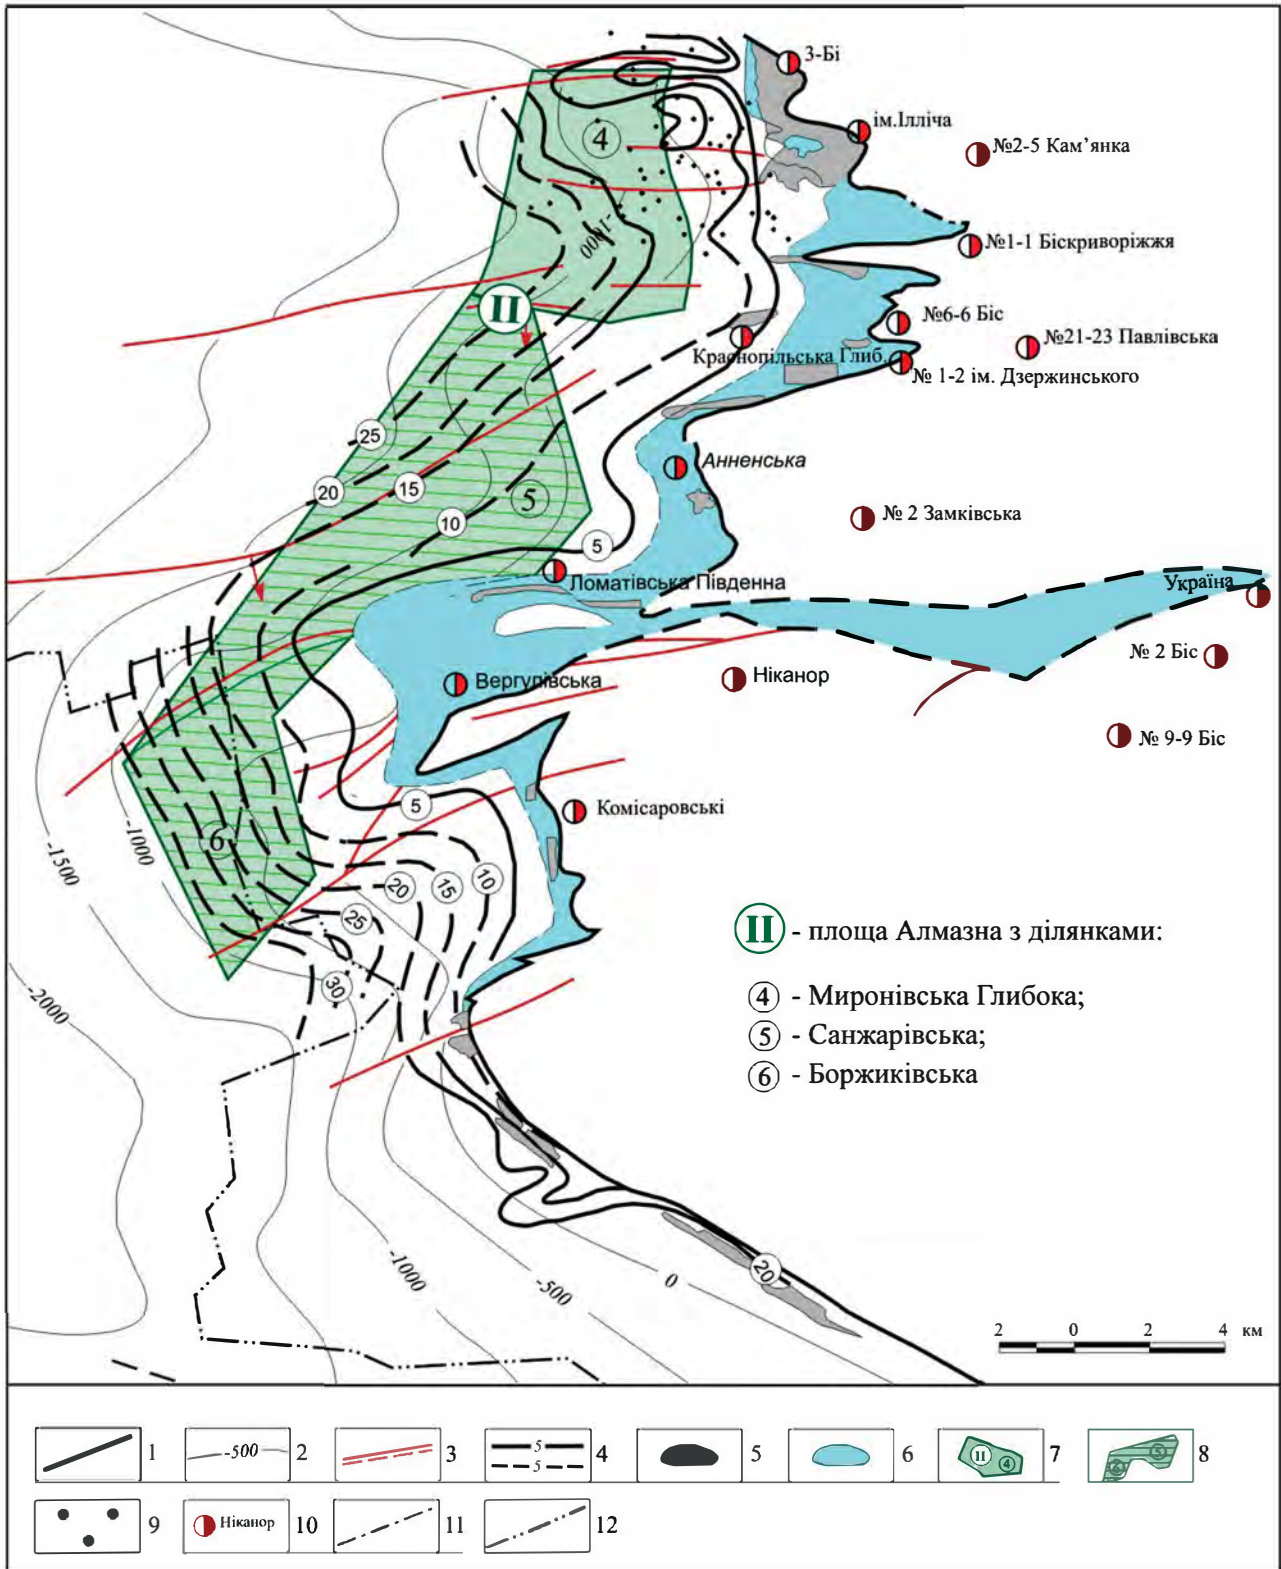 3-Бі
ім.Ілліча
№2-5 Кам’янка
4
-1000
№1-1 Біскриворіжжя
II
№6-6 Біс
№21-23 Павлівська
Краснопільська Глиб.
№ 1-2 ім. Дзержинського
25
Анненська
20
15
5
10
№ 2 Замківська
5
Ломатівська Південна
Україна
№ 2 Біс
Вергулівська
Ніканор
№ 9-9 Біс
5
Комісаровські
6
-1000
-1500
20
15
10
25
30
-2000
II - площа Алмазна з ділянками:
4 - Миронівська Глибока;
5 - Санжарівська;
6 - Боржиківська
-1000
-500
0
20
2 0 2 4 км
1
-500 2
3
5
5 4
5
6
II 4 7
6 5 8
9
Ніканор 10
11
12